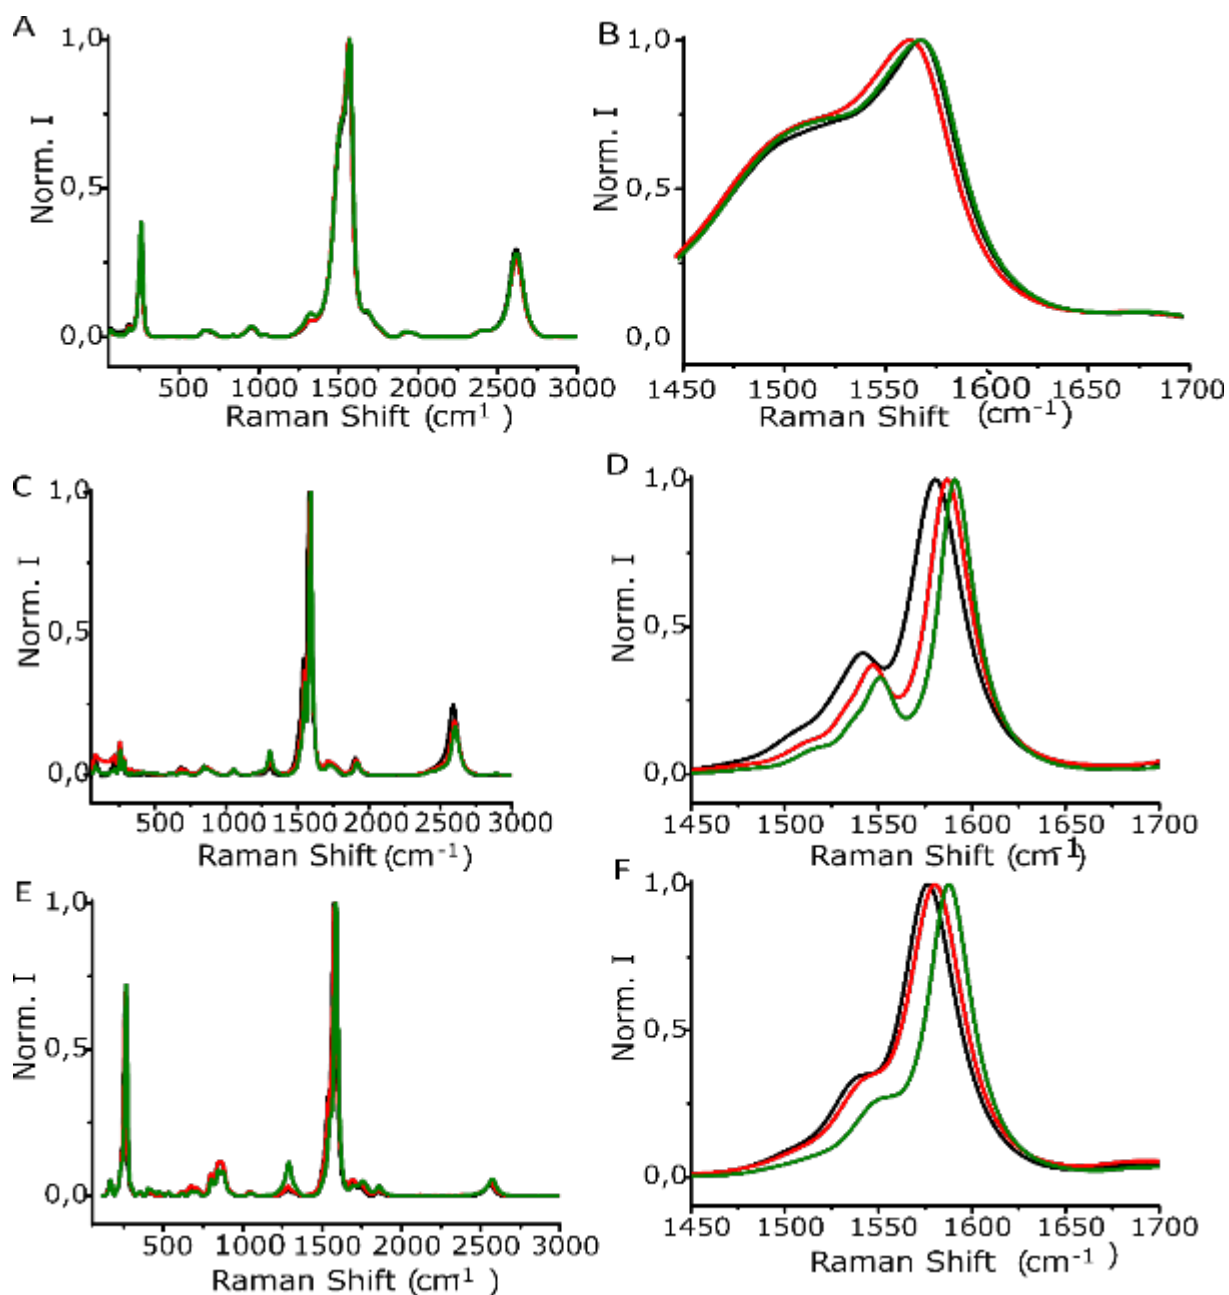 A
1,0
0,5
0,0
Norm. I
500 1000 1500 2000 2500 3000
Raman Shift (cm1 )
B
1,0
0,5
0,0
Norm. I
1450 1500 1550 1600 1650 1700
Raman Shift (cm-1 )
C
1,0
0,5
0,0
Norm. I
500 1000 1500 2000 2500 3000
Raman Shift (cm-1)
D
1,0
0,5
0,0
Norm. I
1450 1500 1550 1600 1650 1700
Raman Shift (cm-1)
E
1,0
0,5
0,0
Norm. I
500 1000 1500 2000 2500 3000
Raman Shift (cm-1 )
F
1,0
0,5
0,0
Norm. I
1450 1500 1550 1600 1650 1700
Raman Shift (cm-1 )